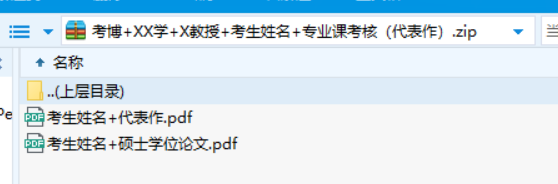 考博+XX学+X教授+考生姓名+专业课考核（代表作）.zip
名称
..(上层目录)
PDF 考生姓名+代表作.pdf
PDF 考生姓名+硕士学位论文.pdf